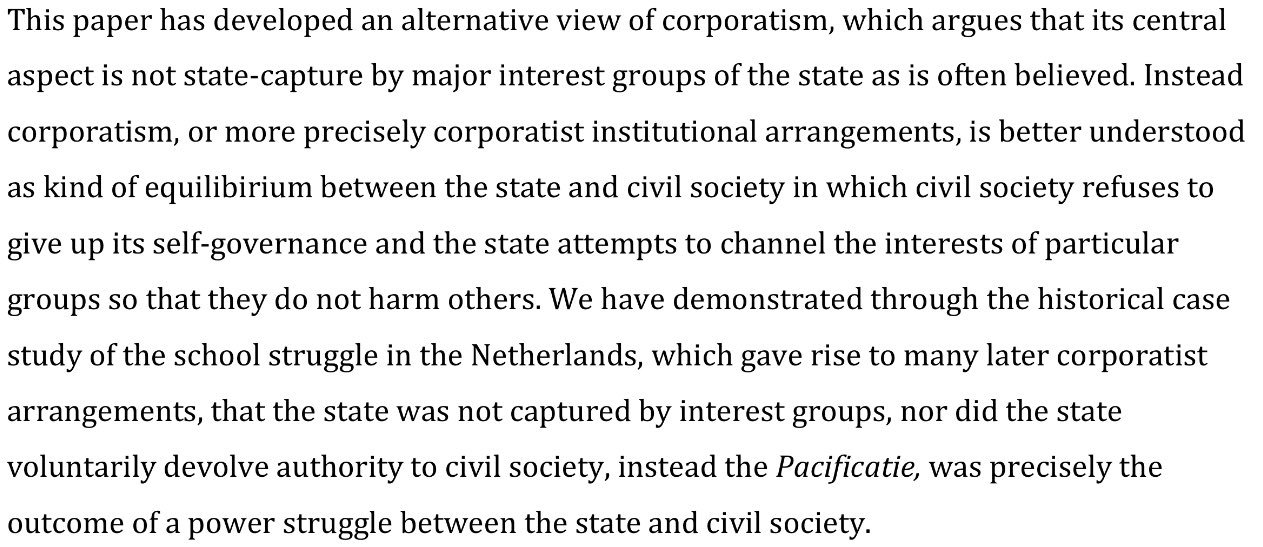 This paper has developed an alternative view of corporatism, which argues that its central
aspect is not state-capture by major interest groups of the state as is often believed. Instead
corporatism, or more precisely corporatist institutional arrangements, is better understood
as kind of equilibirium between the state and civil society in which civil society refuses to
give up its self-governance and the state attempts to channel the interests of particular
groups so that they do not harm others. We have demonstrated through the historical case
study of the school struggle in the Netherlands, which gave rise to many later corporatist
arrangements, that the state was not captured by interest groups, nor did the state
voluntarily devolve authority to civil society, instead the Pacificatie, was precisely the
outcome of a power struggle between the state and civil society.